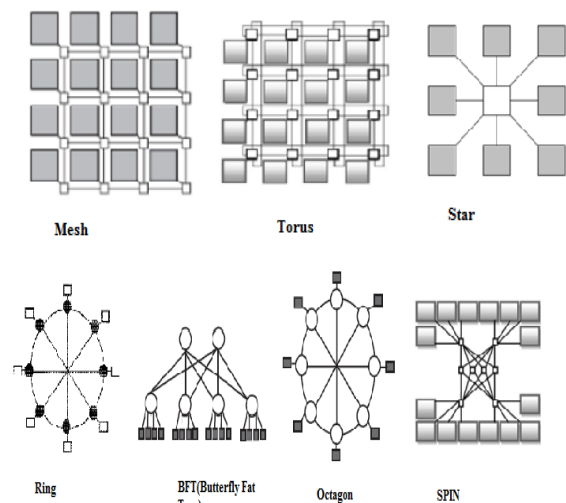 Mesh
Torus
Star
Ring
BFT(Butterfly Fat
Octagon
SPIN